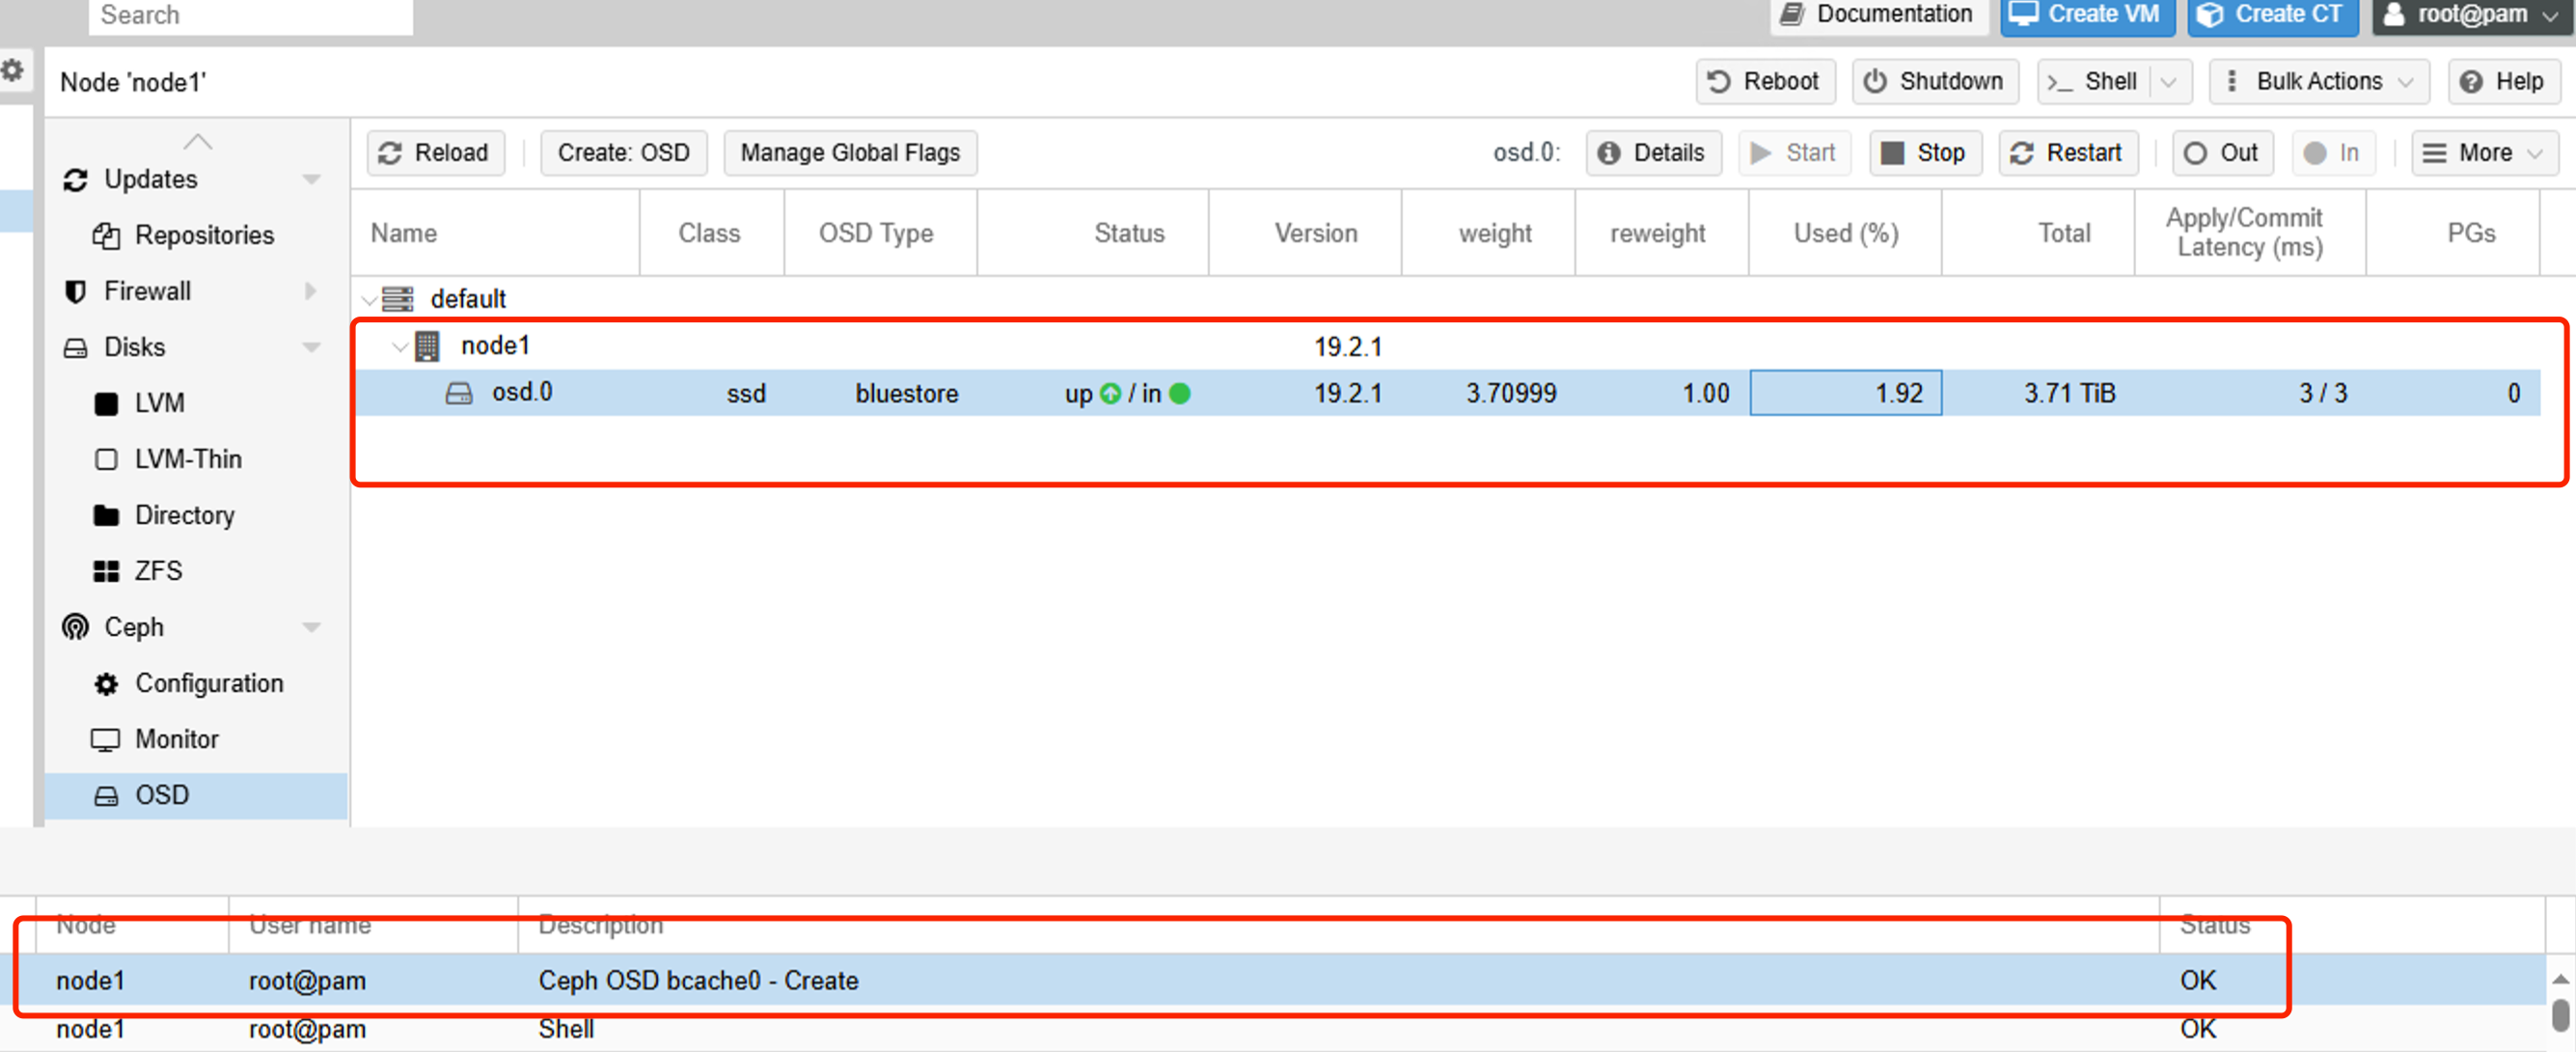 Search
Documentation Create VM Create CT root@pam
Node 'node1' Reboot Shutdown >_ Shell Bulk Actions Help
Updates
Repositories
Firewall
Disks
LVM
LVM-Thin
Directory
ZFS
Ceph
Configuration
Monitor
OSD
Reload Create: OSD Manage Global Flags osd.0: Details Start Stop Restart Out In More
Name Class OSD Type Status Version weight reweight Used (%) Total Apply/Commit Latency (ms) PGs
default
node1 19.2.1
osd.0 ssd bluestore up / in 19.2.1 3.70999 1.00 1.92 3.71 TiB 3 / 3 0
Node User name Description Status
node1 root@pam Ceph OSD bcache0 - Create OK
node1 root@pam Shell OK